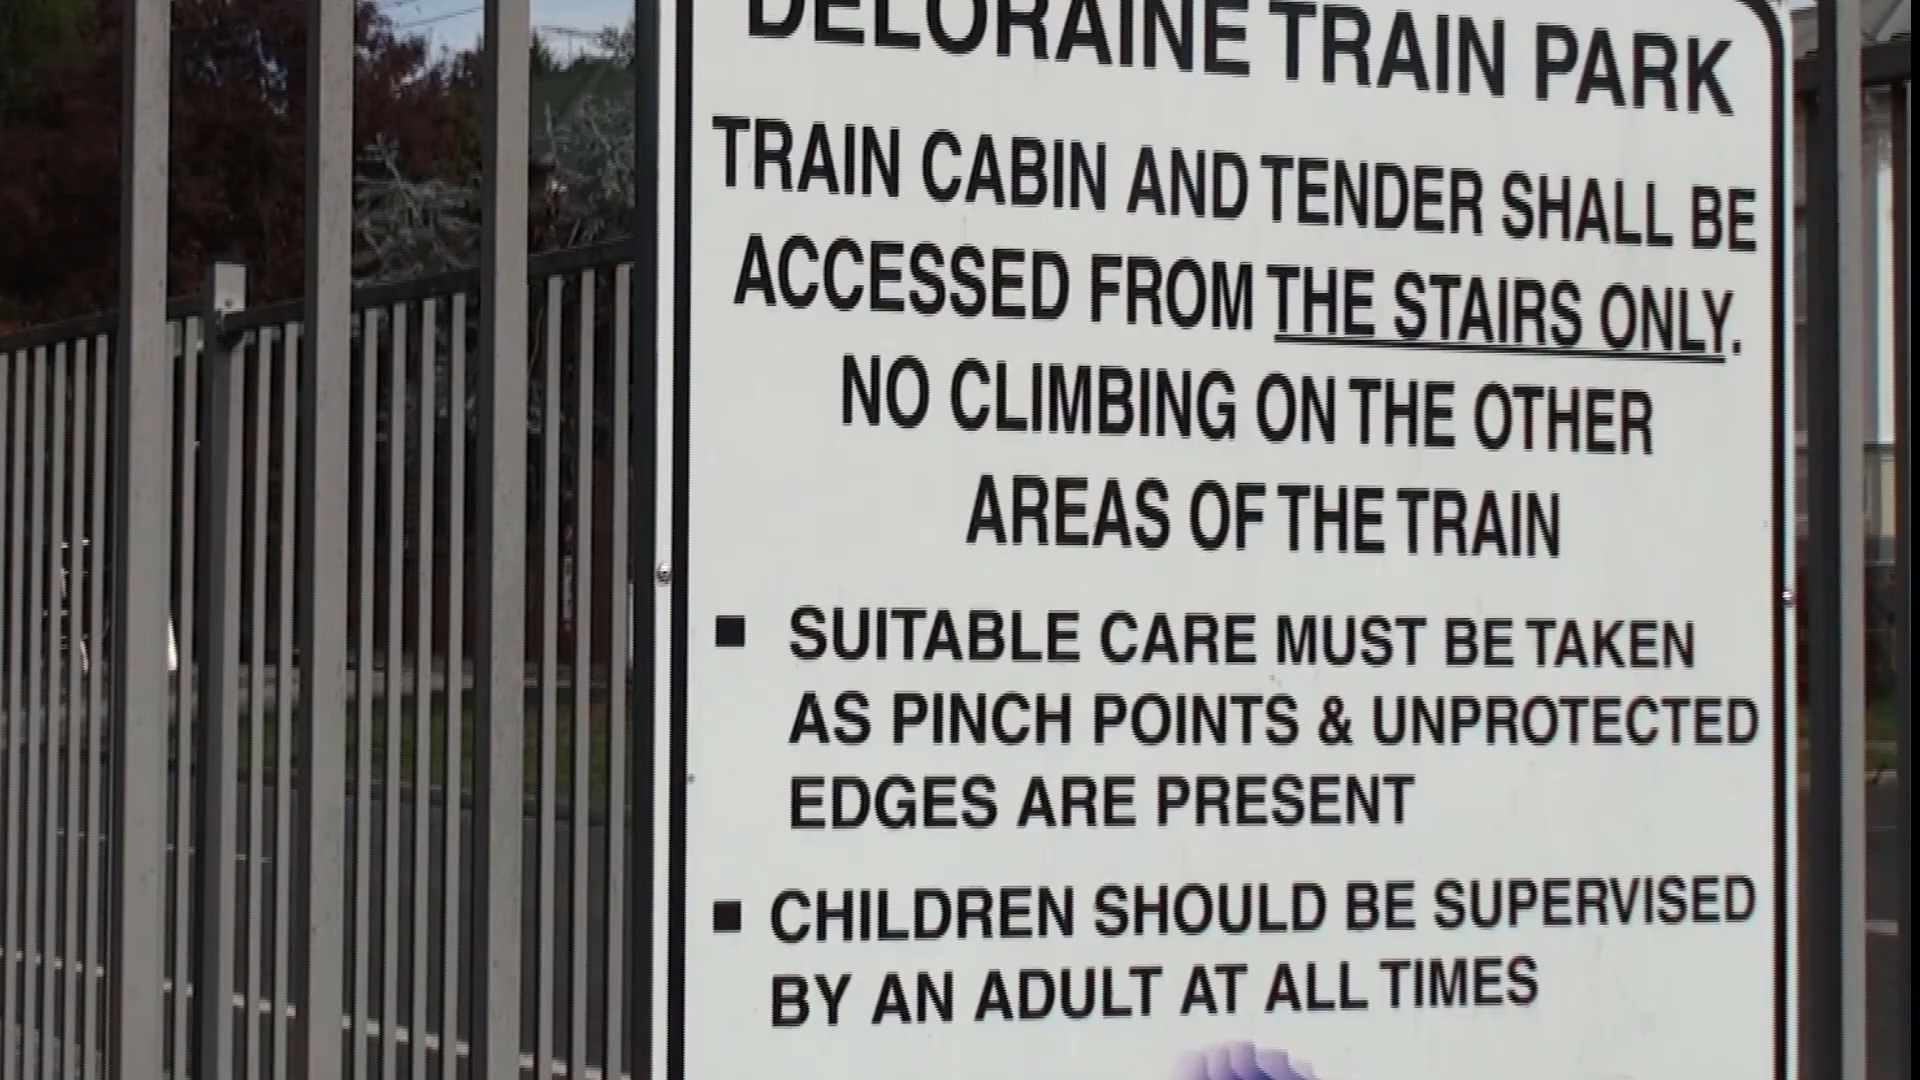 DELORAINE TRAIN PARK
TRAIN CABIN AND TENDER SHALL BE
ACCESSED FROM THE STAIRS ONLY.
NO CLIMBING ON THE OTHER
AREAS OF THE TRAIN
▪ SUITABLE CARE MUST BE TAKEN
AS PINCH POINTS & UNPROTECTED
EDGES ARE PRESENT
▪ CHILDREN SHOULD BE SUPERVISED
BY AN ADULT AT ALL TIMES